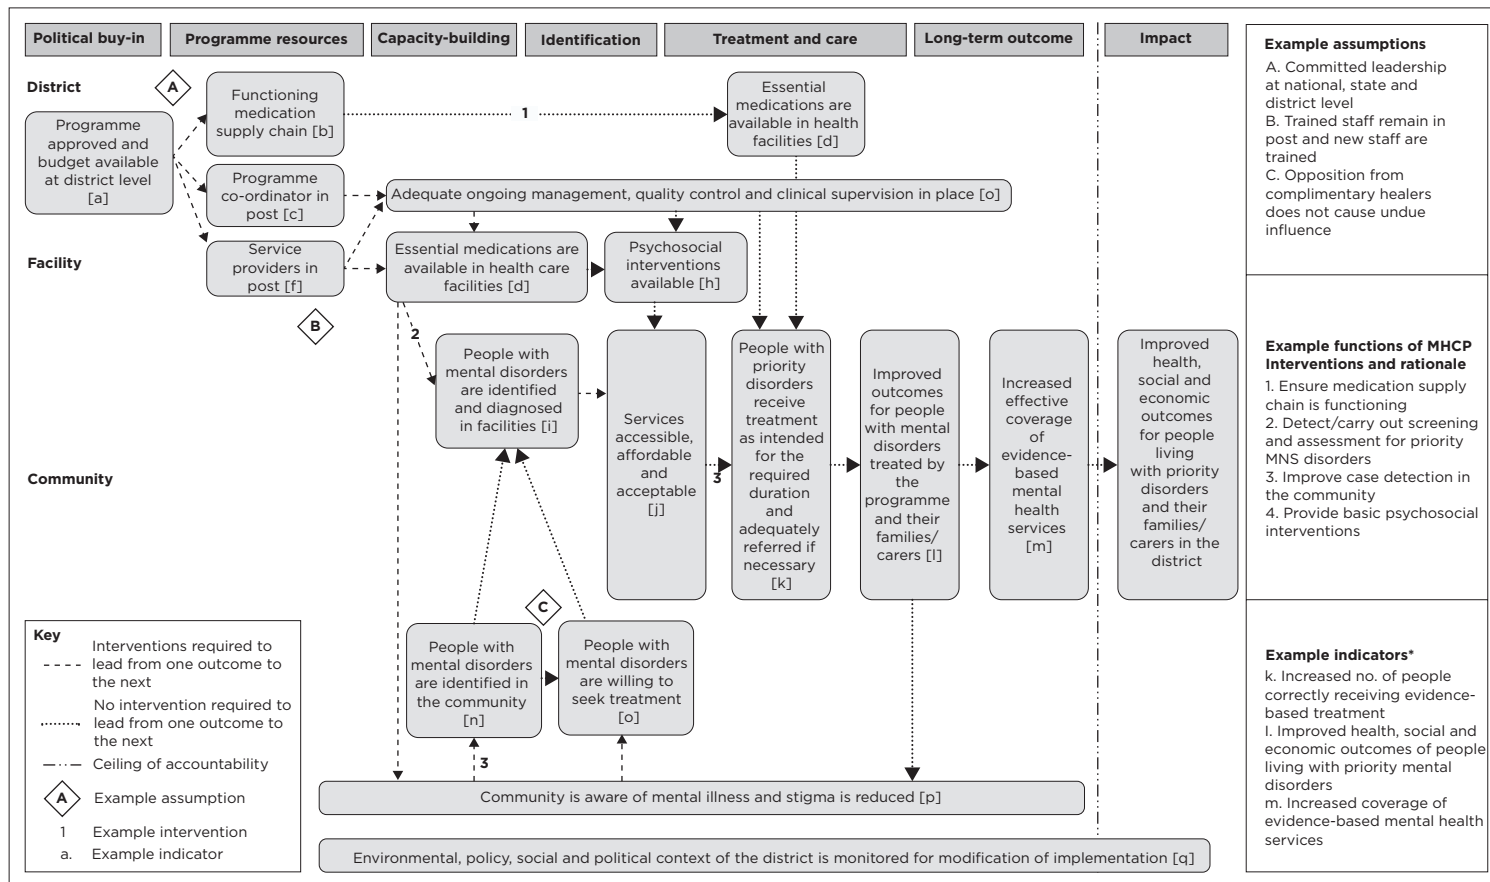 Political buy-in
Programme resources
Capacity-building
Identification
Treatment and care
Long-term outcome
Impact
District
A
Programme
approved and
budget available
at district level
[a]
Functioning
medication
supply chain [b]
1
Essential
medications are
available in health
facilities [d]
Programme
co-ordinator in
post [c]
Adequate ongoing management, quality control and clinical supervision in place [o]
Facility
Service
providers in
post [f]
Essential medications are
available in health care
facilities [d]
Psychosocial
interventions
available [h]
B
2
People with
mental disorders
are identified
and diagnosed
in facilities [i]
Services
accessible,
affordable
and
acceptable
[j]
3
People with
priority
disorders
receive
treatment
as intended
for the
required
duration
and
adequately
referred if
necessary
[k]
Improved
outcomes
for people
with mental
disorders
treated by
the
programme
and their
families/
carers [l]
Increased
effective
coverage
of
evidence-
based
mental
health
services
[m]
Improved
health,
social and
economic
outcomes
for people
living
with priority
disorders
and their
families/
carers in the
district
Community
C
People with
mental disorders
are identified in
the community
[n]
People with
mental disorders
are willing to
seek treatment
[o]
3
Community is aware of mental illness and stigma is reduced [p]
Environmental, policy, social and political context of the district is monitored for modification of implementation [q]
Key
Interventions required to
lead from one outcome to
the next
No intervention required to
lead from one outcome to
the next
Ceiling of accountability
A Example assumption
1 Example intervention
a. Example indicator
Example assumptions
A. Committed leadership
at national, state and
district level
B. Trained staff remain in
post and new staff are
trained
C. Opposition from
complimentary healers
does not cause undue
influence
Example functions of MHCP
Interventions and rationale
1. Ensure medication supply
chain is functioning
2. Detect/carry out screening
and assessment for priority
MNS disorders
3. Improve case detection in
the community
4. Provide basic psychosocial
interventions
Example indicators*
k. Increased no. of people
correctly receiving evidence-
based treatment
l. Improved health, social and
economic outcomes of people
living with priority mental
disorders
m. Increased coverage of
evidence-based mental health
services